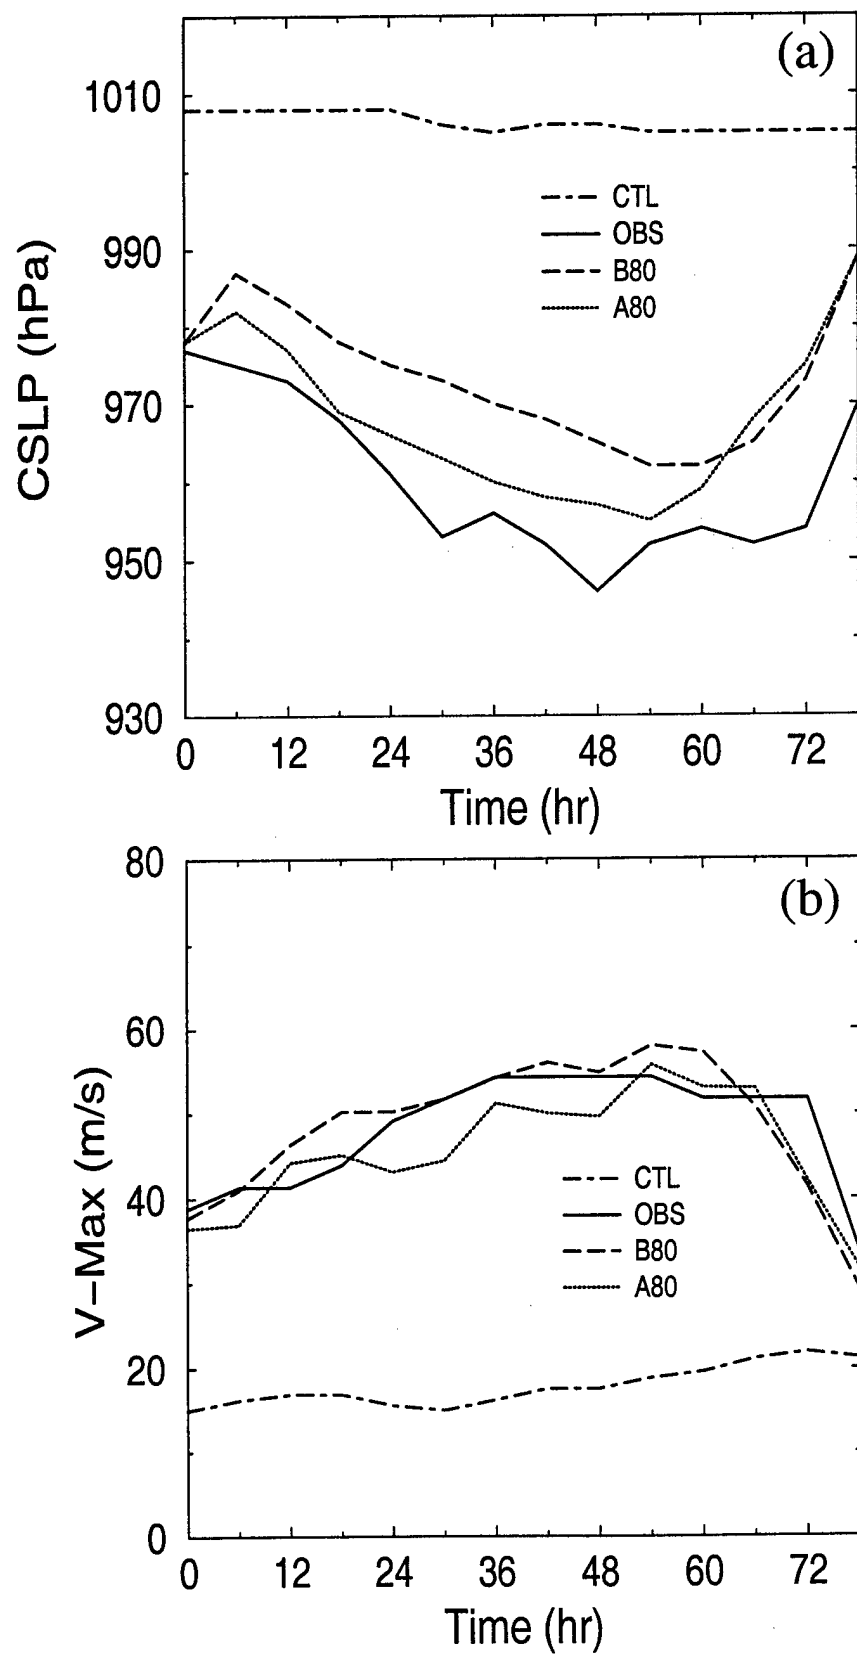 (a)
1010
990
970
950
930
CSLP (hPa)
CTL
OBS
B80
A80
0 12 24 36 48 60 72
Time (hr)
(b)
80
60
40
20
0
V-Max (m/s)
CTL
OBS
B80
A80
0 12 24 36 48 60 72
Time (hr)